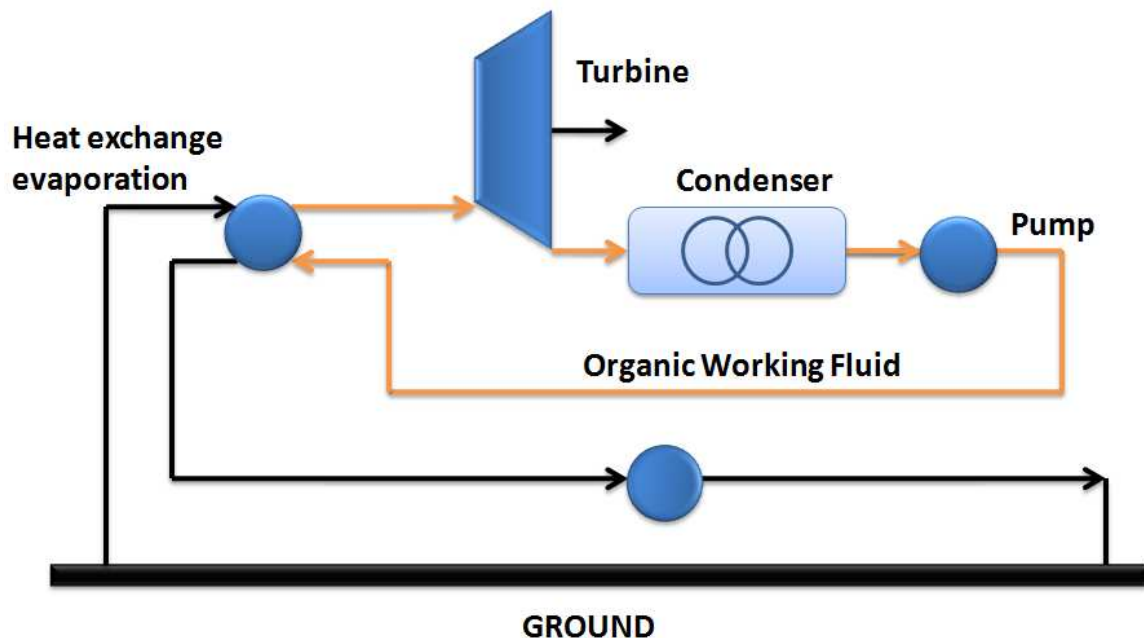 Turbine
Heat exchange
evaporation
Condenser
Pump
Organic Working Fluid
GROUND